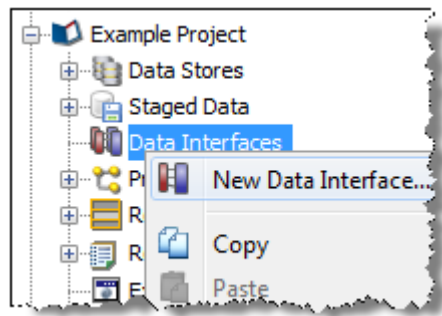 Example Project
Data Stores
Staged Data
Data Interfaces
New Data Interface...
Copy
Paste